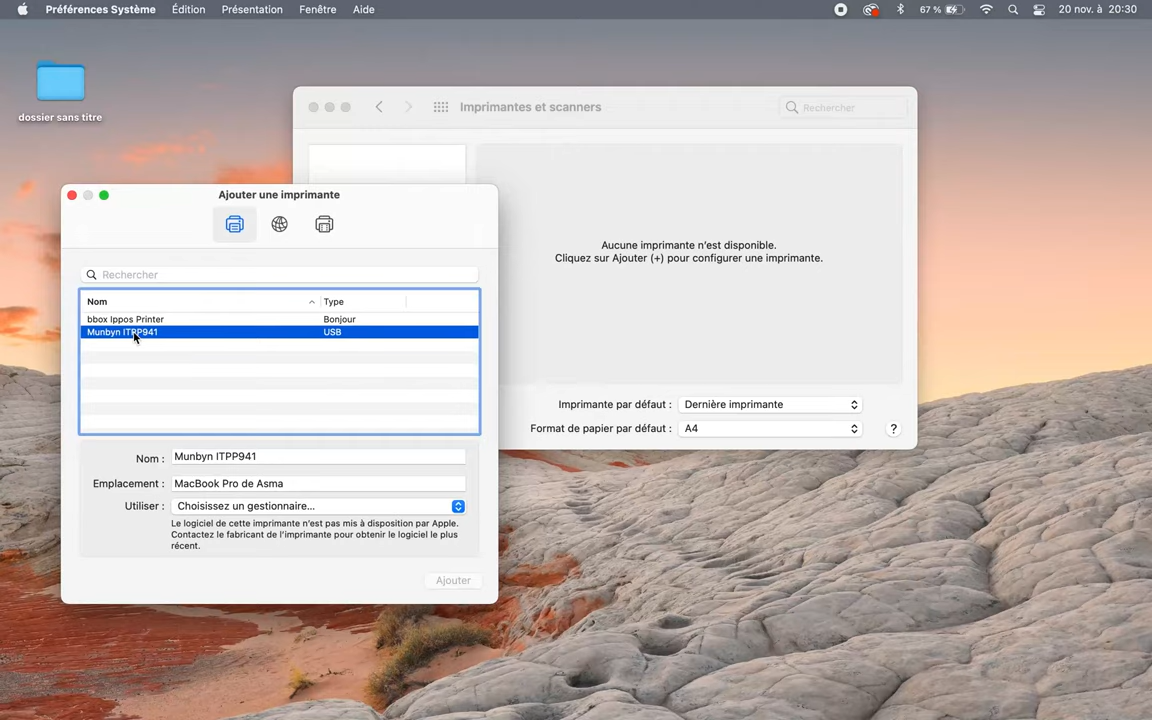 Préférences Système Édition Présentation Fenêtre Aide 67 % 20 nov. à 20:30
dossier sans titre
Imprimantes et scanners
Rechercher
Aucune imprimante n'est disponible.
Cliquez sur Ajouter (+) pour configurer une imprimante.
Imprimante par défaut : Dernière imprimante
Format de papier par défaut : A4
?
Ajouter une imprimante
Rechercher
Nom Type
bbox Ippos Printer Bonjour
Munbyn ITPP941 USB
Nom : Munbyn ITPP941
Emplacement : MacBook Pro de Asma
Utiliser : Choisissez un gestionnaire...
Le logiciel de cette imprimante n'est pas mis à disposition par Apple.
Contactez le fabricant de l'imprimante pour obtenir le logiciel le plus
récent.
Ajouter